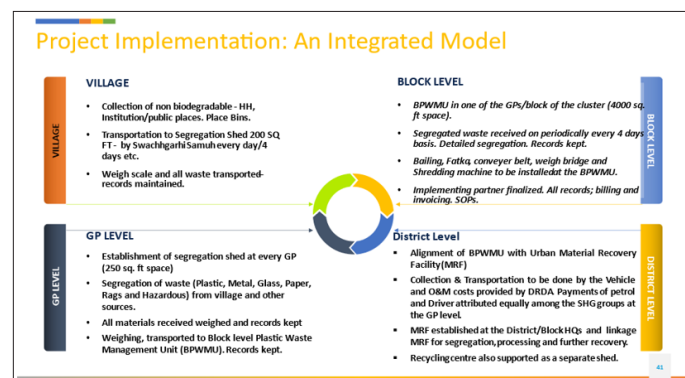 Project Implementation: An Integrated Model
VILLAGE
VILLAGE
• Collection of non biodegradable - HH,
Institution/public places. Place Bins.
• Transportation to Segregation Shed 200 SQ
FT - by Swachhgarhi Samuh every day/4
days etc.
• Weigh scale and all waste transported-
records maintained.
BLOCK LEVEL
BLOCK LEVEL
• BPWMU in one of the GPs/block of the cluster (4000 sq.
ft space).
• Segregated waste received on periodically every 4 days
basis. Detailed segregation. Records kept.
• Bailing, Fatka, conveyer belt, weigh bridge and
Shredding machine to be installed at the BPWMU.
• Implementing partner finalized. All records; billing and
invoicing. SOPs.
GP LEVEL
GP LEVEL
• Establishment of segregation shed at every GP
(250 sq. ft space)
• Segregation of waste (Plastic, Metal, Glass, Paper,
Rags and Hazardous) from village and other
sources.
• All materials received weighed and records kept
• Weighing, transported to Block level Plastic Waste
Management Unit (BPWMU). Records kept.
District Level
DISTRICT LEVEL
▪ Alignment of BPWMU with Urban Material Recovery
Facility (MRF)
▪ Collection & Transportation to be done by the Vehicle
and O&M costs provided by DRDA Payments of petrol
and Driver attributed equally among the SHG groups at
the GP level.
▪ MRF established at the District/Block HQs and linkage
MRF for segregation, processing and further recovery.
▪ Recycling centre also supported as a separate shed.
41